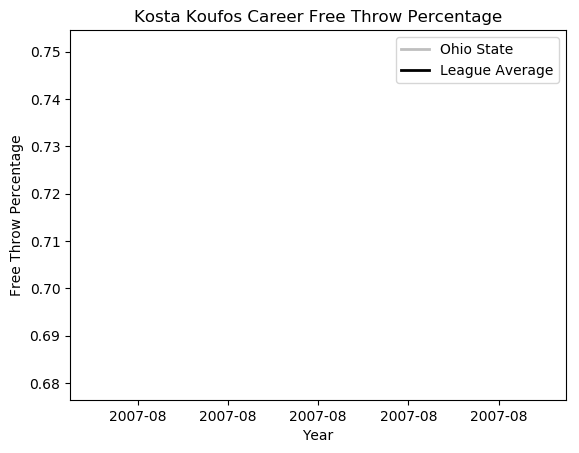 Kosta Koufos Career Free Throw Percentage
Ohio State
League Average
Free Throw Percentage
0.75
0.74
0.73
0.72
0.71
0.70
0.69
0.68
2007-08 2007-08 2007-08 2007-08 2007-08
Year